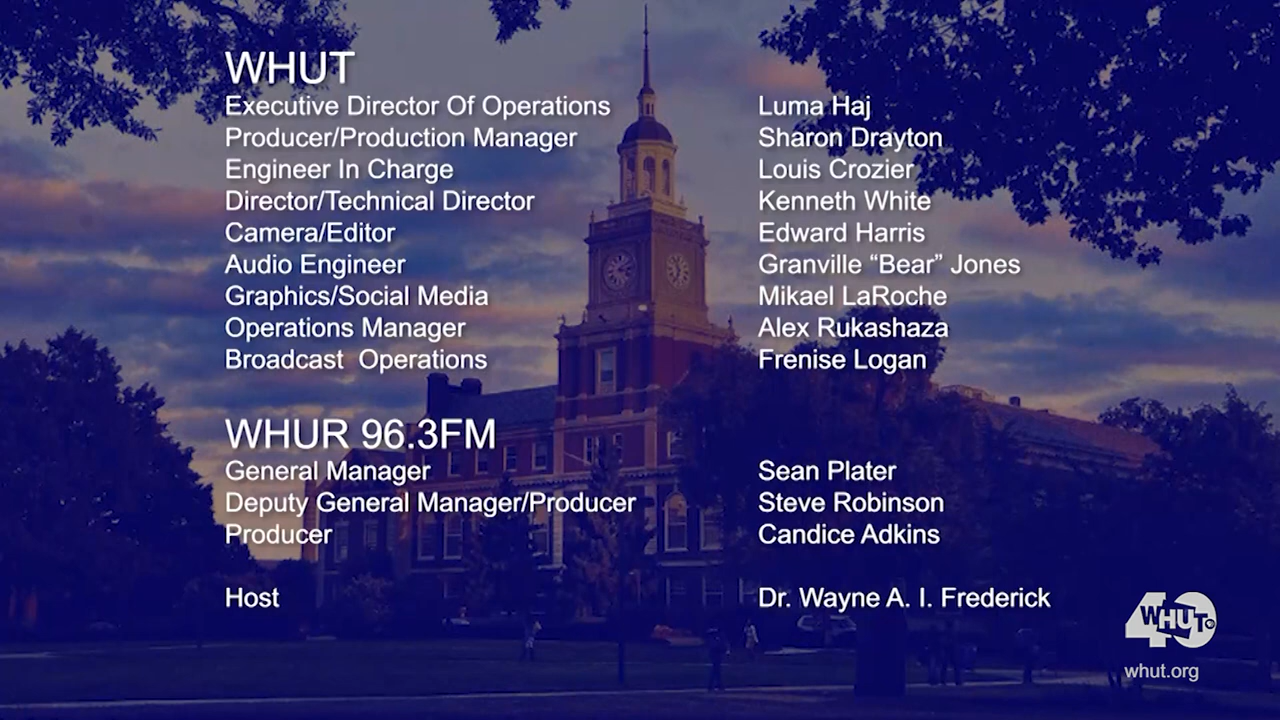 WHUT
Executive Director Of Operations Luma Haj
Producer/Production Manager Sharon Drayton
Engineer In Charge Louis Crozier
Director/Technical Director Kenneth White
Camera/Editor Edward Harris
Audio Engineer Granville “Bear” Jones
Graphics/Social Media Mikael LaRoche
Operations Manager Alex Rukashaza
Broadcast  Operations Frenise Logan
WHUR 96.3FM
General Manager Sean Plater
Deputy General Manager/Producer Steve Robinson
Producer Candice Adkins
Host Dr. Wayne A. I. Frederick
40 WHUT
whut.org